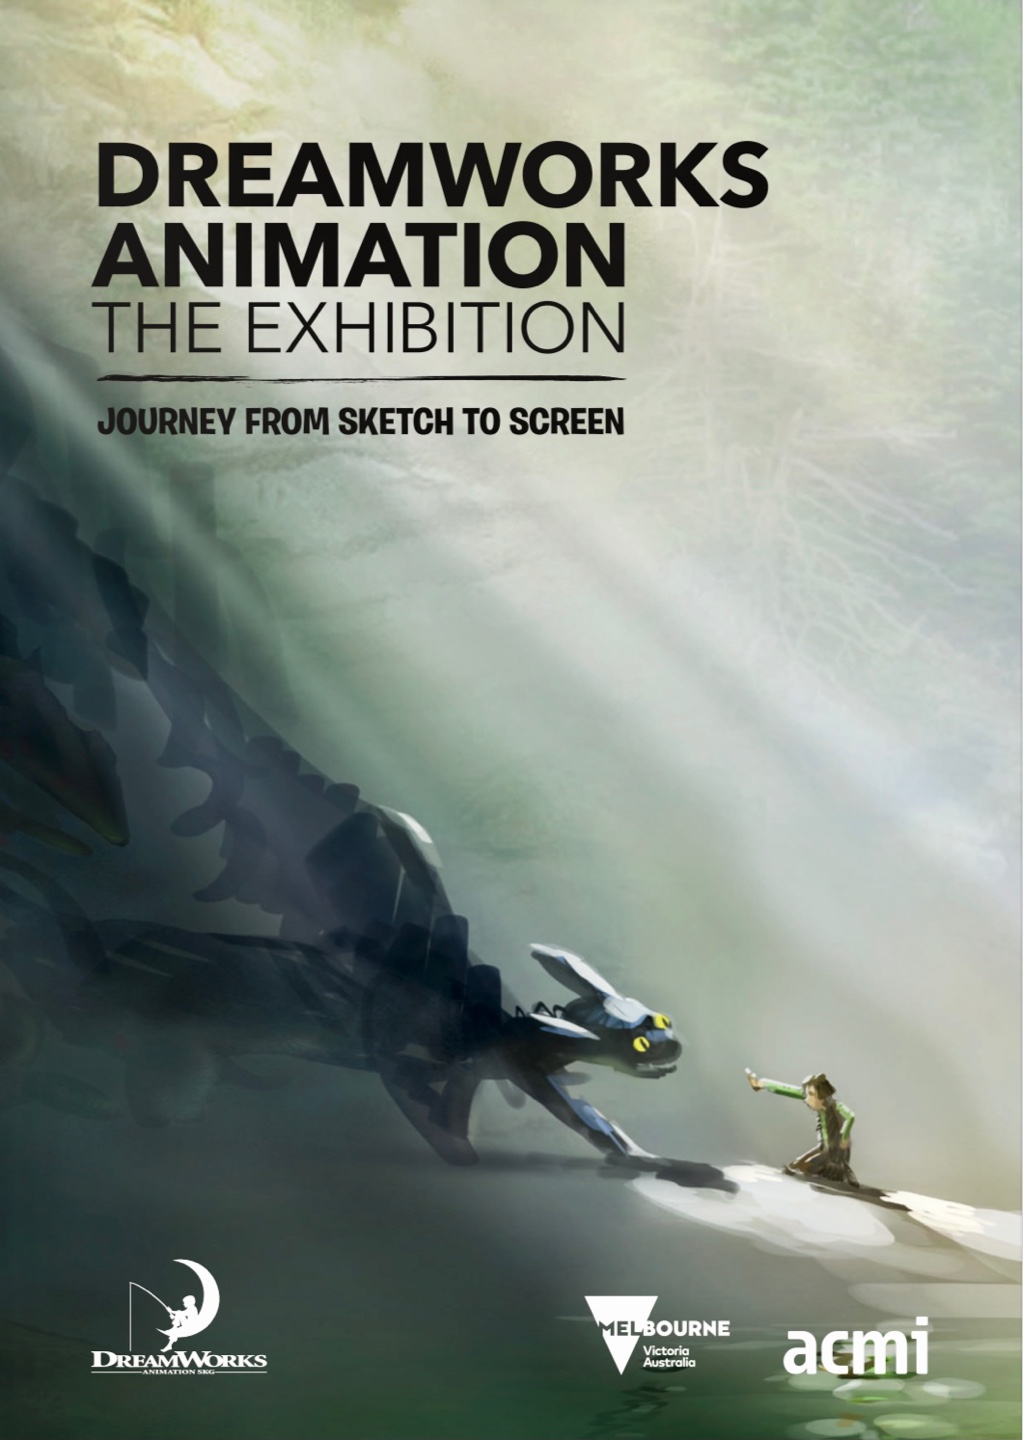 DREAMWORKS
ANIMATION
THE EXHIBITION
JOURNEY FROM SKETCH TO SCREEN
DREAMWORKS
ANIMATION SKG
MELBOURNE
Victoria
Australia
acmi